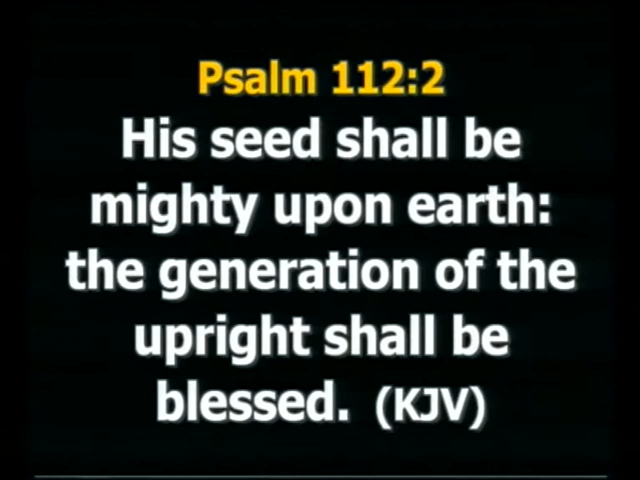 Psalm 112:2
His seed shall be
mighty upon earth:
the generation of the
upright shall be
blessed. (KJV)